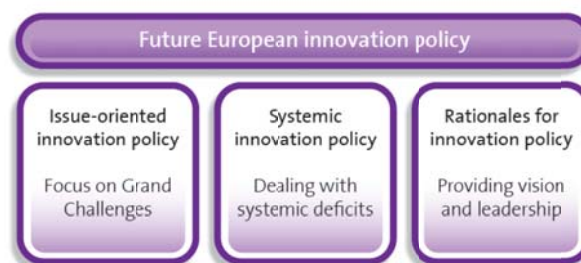 Future European innovation policy
Issue-oriented
innovation policy
Focus on Grand
Challenges
Systemic
innovation policy
Dealing with
systemic deficits
Rationales for
innovation policy
Providing vision
and leadership